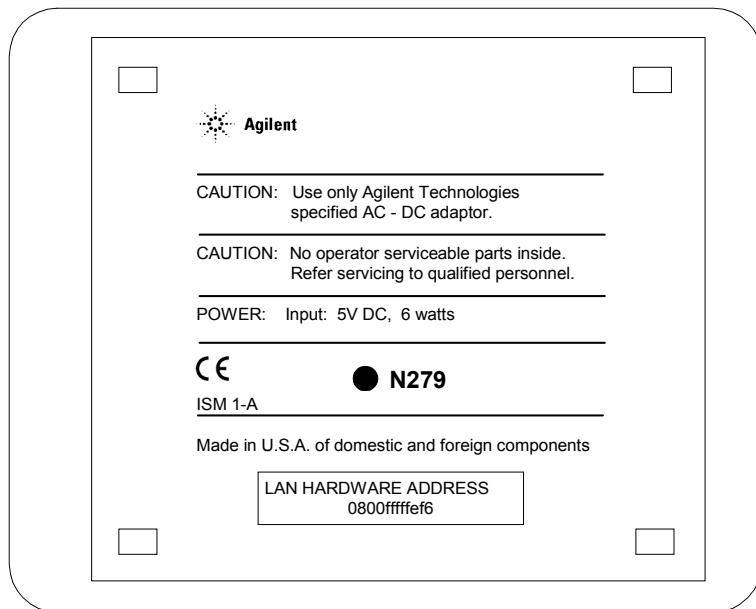 Agilent
CAUTION: Use only Agilent Technologies
specified AC - DC adaptor.
CAUTION: No operator serviceable parts inside.
Refer servicing to qualified personnel.
POWER: Input: 5V DC, 6 watts
CE
N279
ISM 1-A
Made in U.S.A. of domestic and foreign components
LAN HARDWARE ADDRESS
0800fffffef6